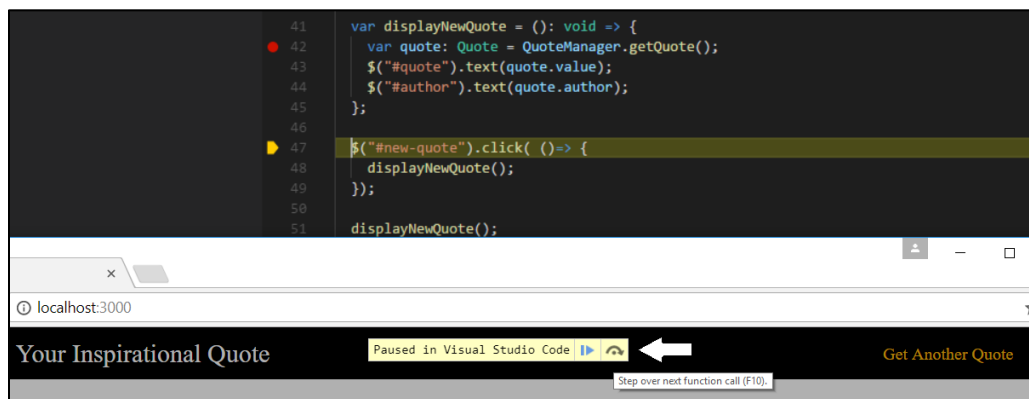 41 var displayNewQuote = (): void => {
42 var quote: Quote = QuoteManager.getQuote();
43 $("#quote").text(quote.value);
44 $("#author").text(quote.author);
45 };
46
47 $("#new-quote").click( ()=> {
48 displayNewQuote();
49 });
50
51 displayNewQuote();
localhost:3000
Your Inspirational Quote
Paused in Visual Studio Code
Get Another Quote
Step over next function call (F10).